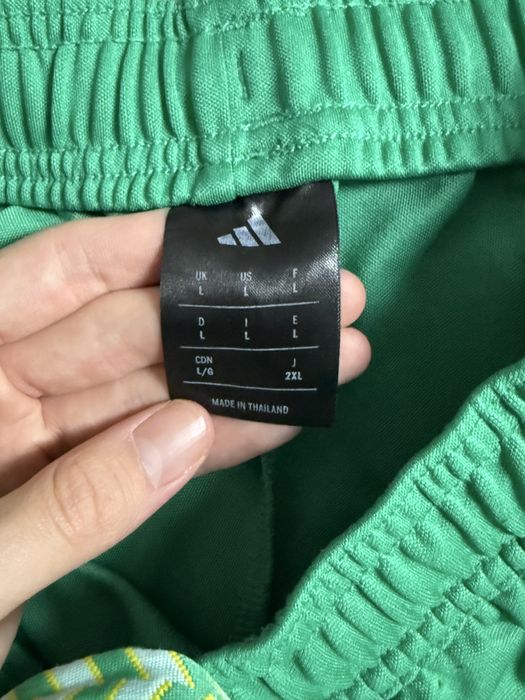 UK US F
L L L
D I E
L L L
CDN J
L/G 2XL
MADE IN THAILAND